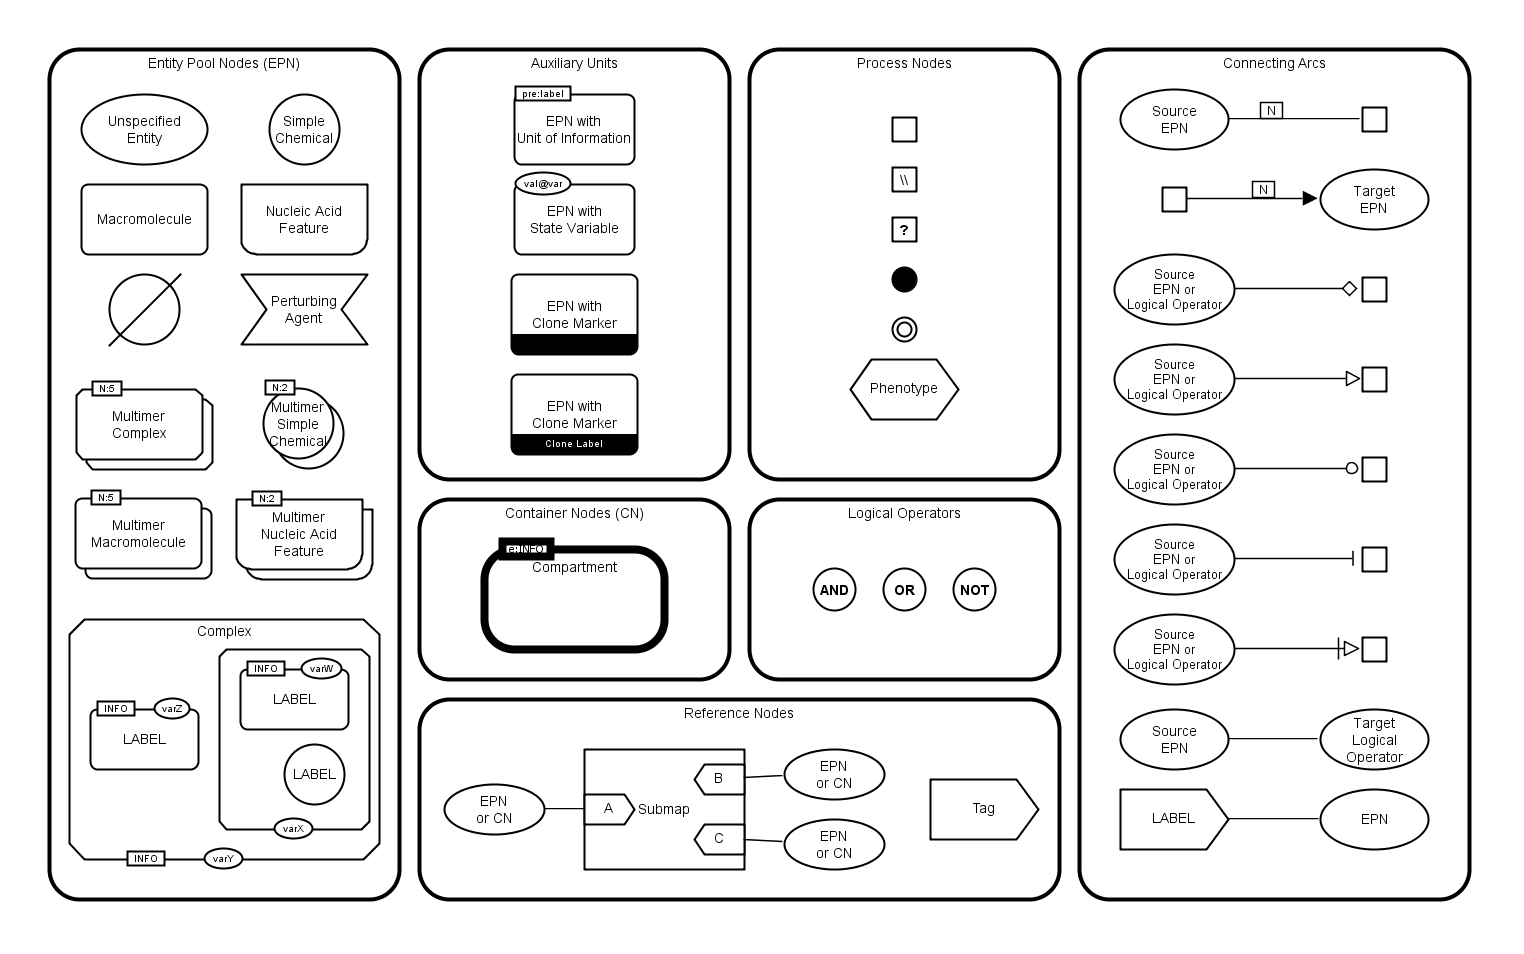 Entity Pool Nodes (EPN)
Unspecified
Entity
Simple
Chemical
Macromolecule
Nucleic Acid
Feature
Perturbing
Agent
N:5
Multimer
Complex
N:2
Multimer
Simple
Chemical
N:5
Multimer
Macromolecule
N:2
Multimer
Nucleic Acid
Feature
Complex
INFO
varZ
LABEL
INFO
varW
LABEL
LABEL
varX
INFO
varY
Auxiliary Units
pre:label
EPN with
Unit of Information
val@var
EPN with
State Variable
EPN with
Clone Marker
EPN with
Clone Marker
Clone Label
Process Nodes
\\
?
Phenotype
Container Nodes (CN)
INFO
Compartment
Logical Operators
AND
OR
NOT
Reference Nodes
EPN
or CN
A
Submap
B
C
EPN
or CN
EPN
or CN
Tag
Connecting Arcs
Source
EPN
N
N
Target
EPN
Source
EPN or
Logical Operator
Source
EPN or
Logical Operator
Source
EPN or
Logical Operator
Source
EPN or
Logical Operator
Source
EPN or
Logical Operator
Source
EPN
Target
Logical
Operator
LABEL
EPN